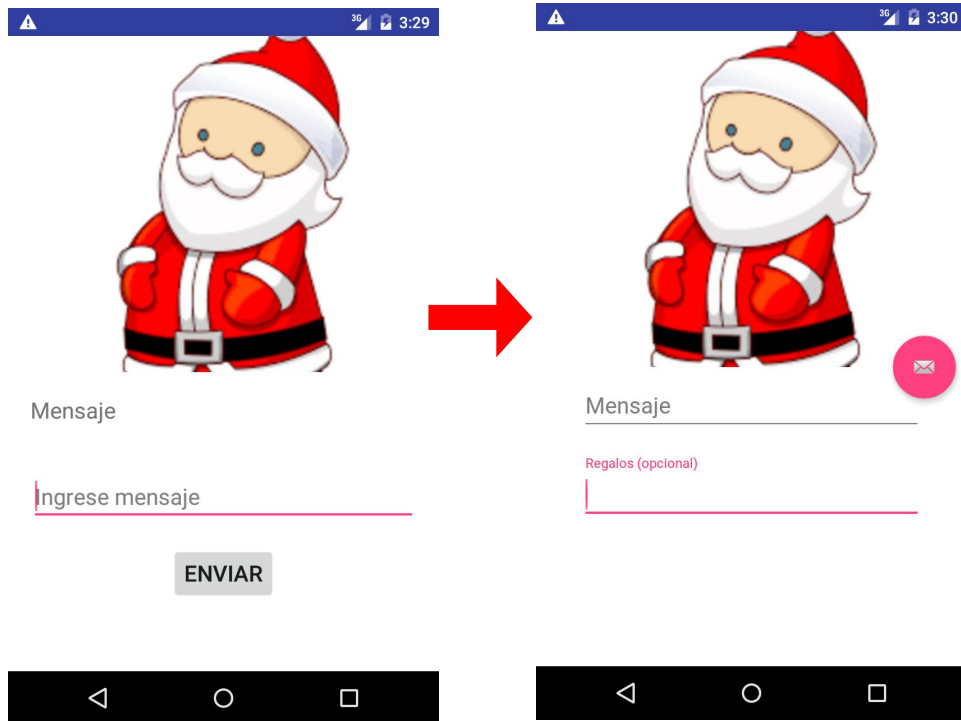 3G 3:29
Mensaje
Ingrese mensaje
ENVIAR
3G 3:30
Mensaje
Regalos (opcional)